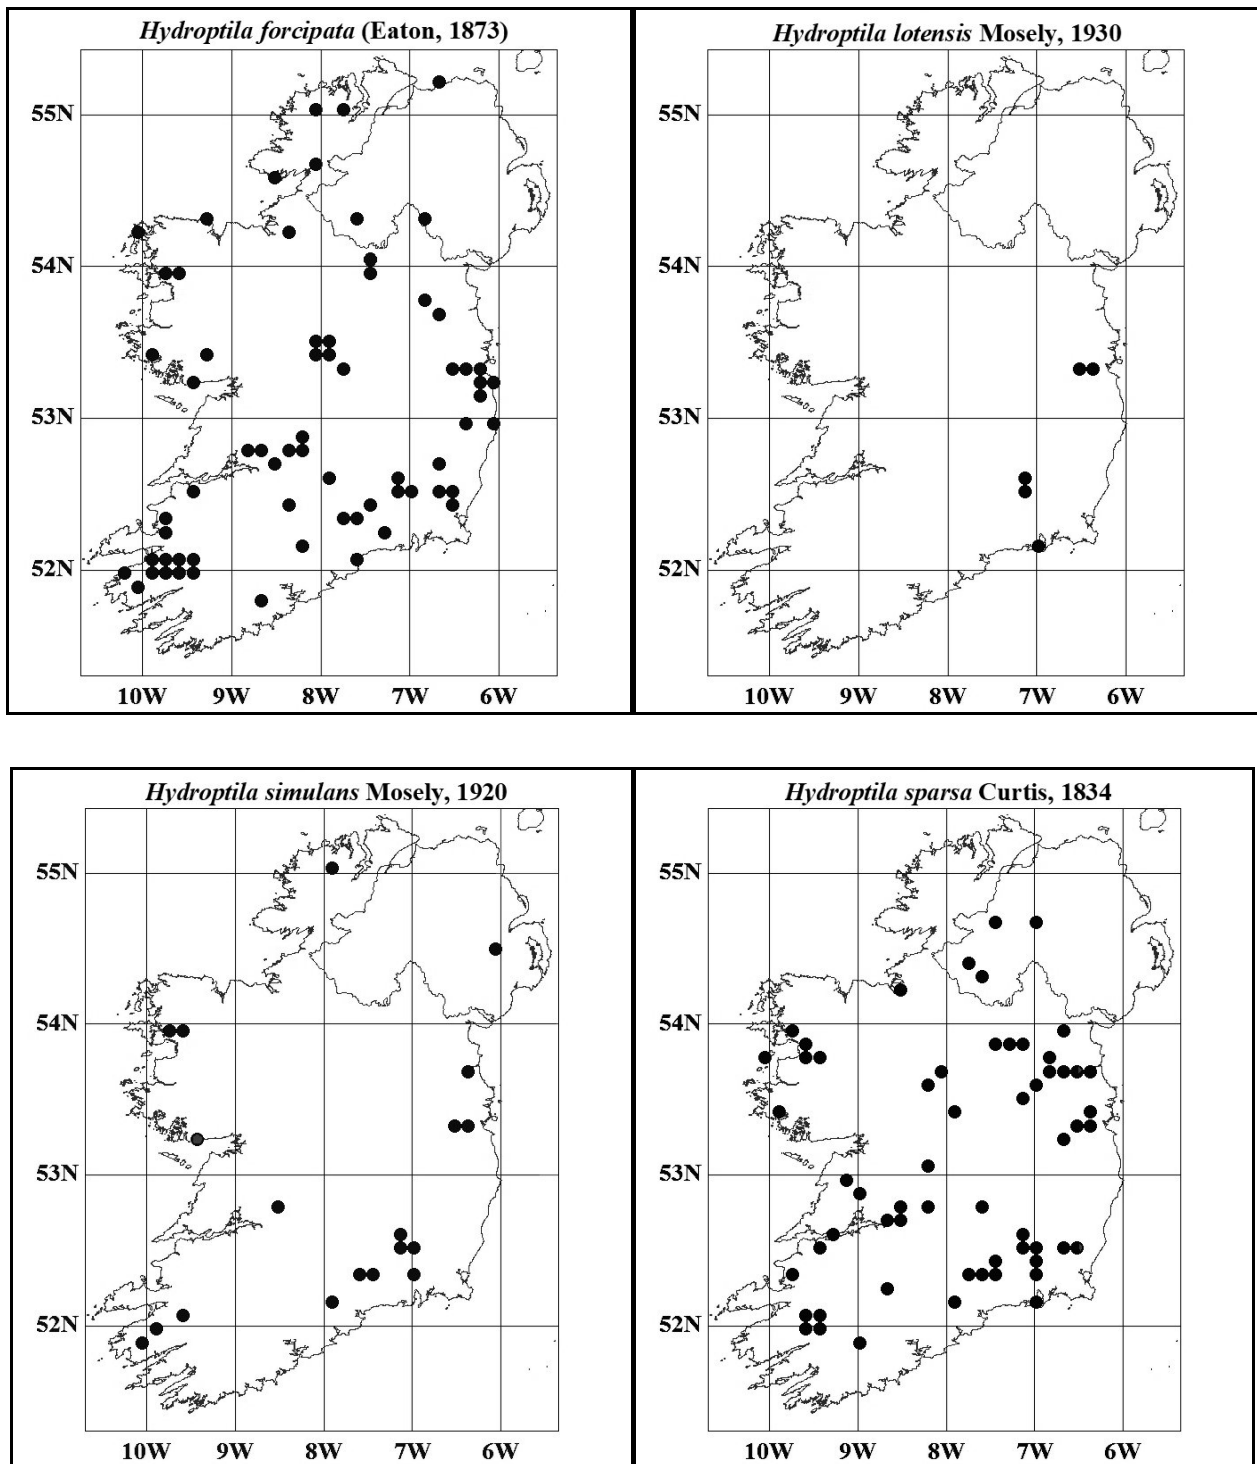 Hydroptila forcipata (Eaton, 1873)
55N
54N
53N
52N
10W 9W 8W 7W 6W
Hydroptila lotensis Mosely, 1930
55N
54N
53N
52N
10W 9W 8W 7W 6W
Hydroptila simulans Mosely, 1920
55N
54N
53N
52N
10W 9W 8W 7W 6W
Hydroptila sparsa Curtis, 1834
55N
54N
53N
52N
10W 9W 8W 7W 6W